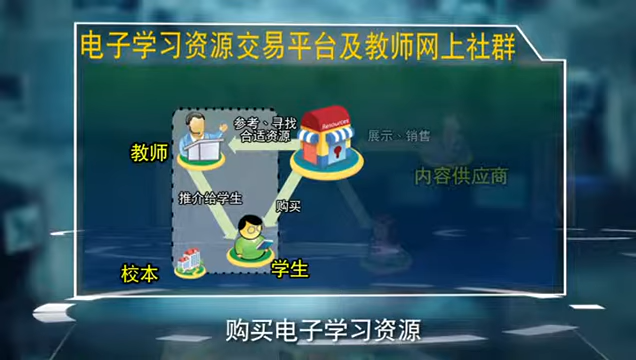 电子学习资源交易平台及教师网上社群
参考、寻找
合适资源
Resources
展示、销售
教师
内容供应商
推介给学生
购买
校本
学生
购买电子学习资源